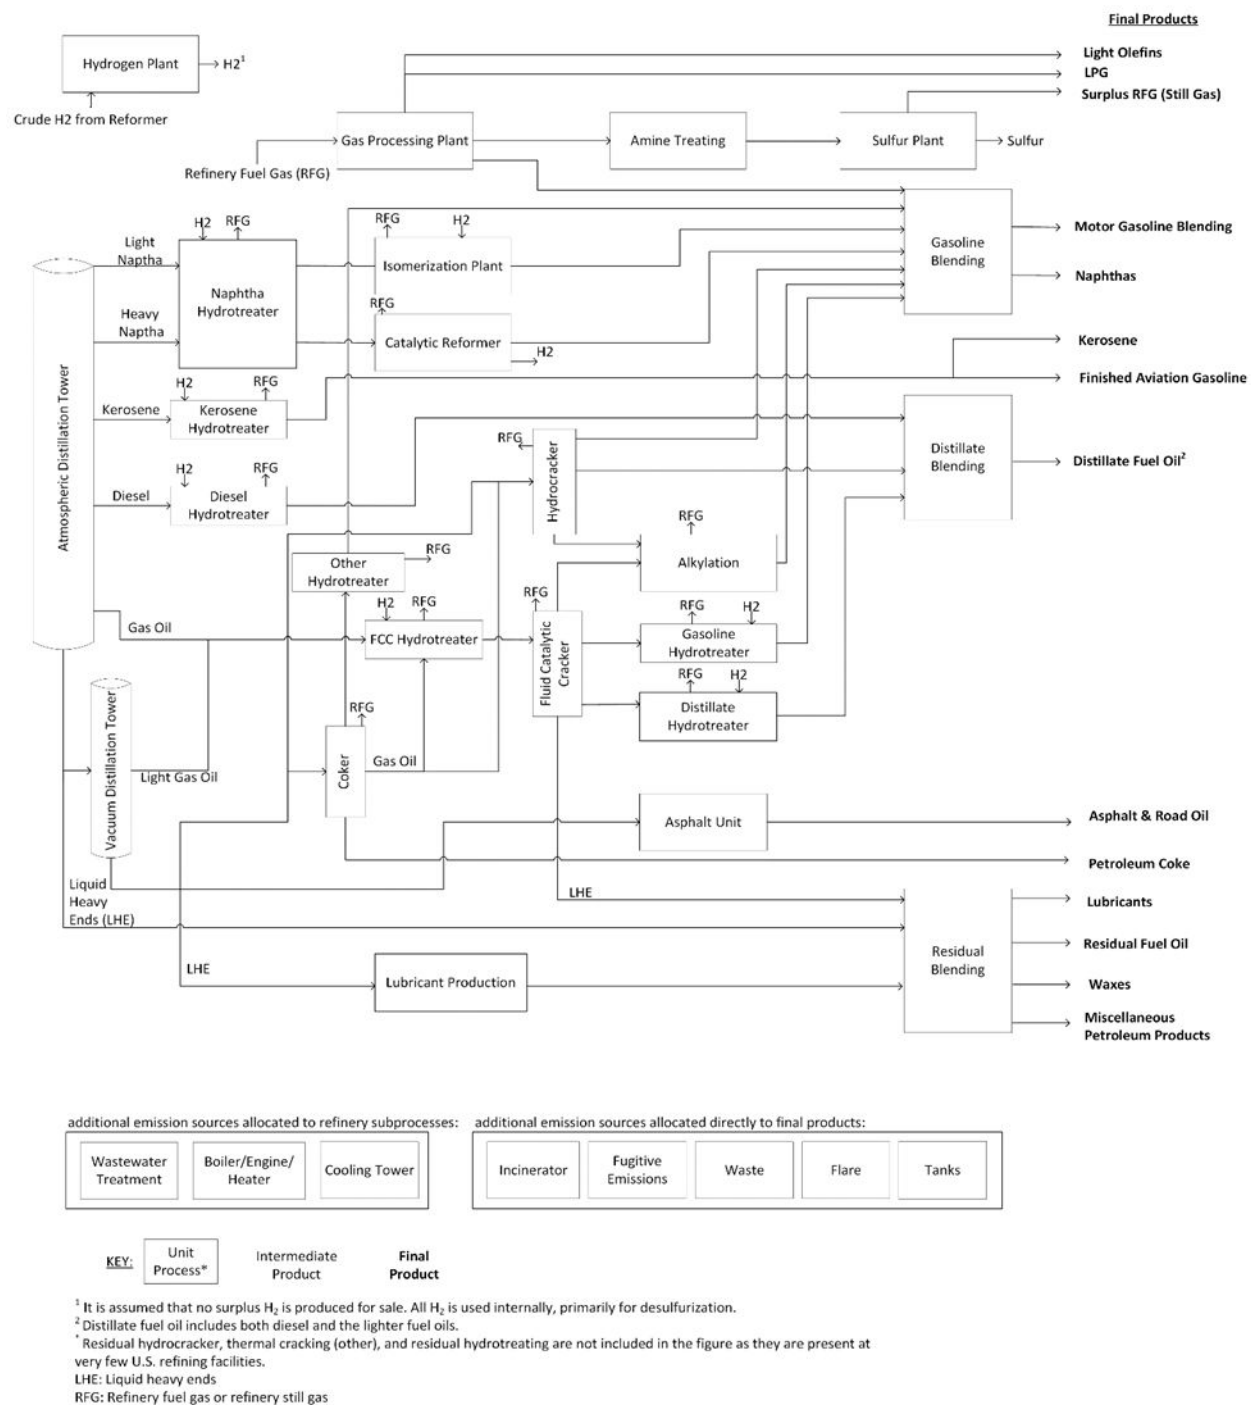 Final Products
Light Olefins
LPG
Surplus RFG (Still Gas)
Hydrogen Plant
H2¹
Crude H2 from Reformer
Gas Processing Plant
Amine Treating
Sulfur Plant
Sulfur
Refinery Fuel Gas (RFG)
H2
RFG
RFG
H2
Light
Naptha
Isomerization Plant
Gasoline
Blending
Motor Gasoline Blending
Naphthas
Naphtha
Hydrotreater
RFG
Heavy
Naptha
Catalytic Reformer
H2
Kerosene
Finished Aviation Gasoline
Atmospheric Distillation Tower
H2
RFG
Kerosene
Kerosene
Hydrotreater
RFG
Hydrocracker
Distillate
Blending
Distillate Fuel Oil²
H2
RFG
Diesel
Diesel
Hydrotreater
RFG
Alkylation
Other
Hydrotreater
RFG
Gas Oil
H2
RFG
FCC Hydrotreater
RFG
Fluid Catalytic
Cracker
RFG
H2
Gasoline
Hydrotreater
RFG
H2
Distillate
Hydrotreater
Vacuum Distillation Tower
Light Gas Oil
RFG
Coker
Gas Oil
Asphalt Unit
Asphalt & Road Oil
Petroleum Coke
Liquid
Heavy
Ends (LHE)
LHE
Lubricants
Residual Fuel Oil
Residual
Blending
LHE
Lubricant Production
Waxes
Miscellaneous
Petroleum Products
additional emission sources allocated to refinery subprocesses:
Wastewater
Treatment
Boiler/Engine/
Heater
Cooling Tower
additional emission sources allocated directly to final products:
Incinerator
Fugitive
Emissions
Waste
Flare
Tanks
KEY:
Unit
Process*
Intermediate
Product
Final
Product
¹ It is assumed that no surplus H₂ is produced for sale. All H₂ is used internally, primarily for desulfurization.
² Distillate fuel oil includes both diesel and the lighter fuel oils.
* Residual hydrocracker, thermal cracking (other), and residual hydrotreating are not included in the figure as they are present at
very few U.S. refining facilities.
LHE: Liquid heavy ends
RFG: Refinery fuel gas or refinery still gas